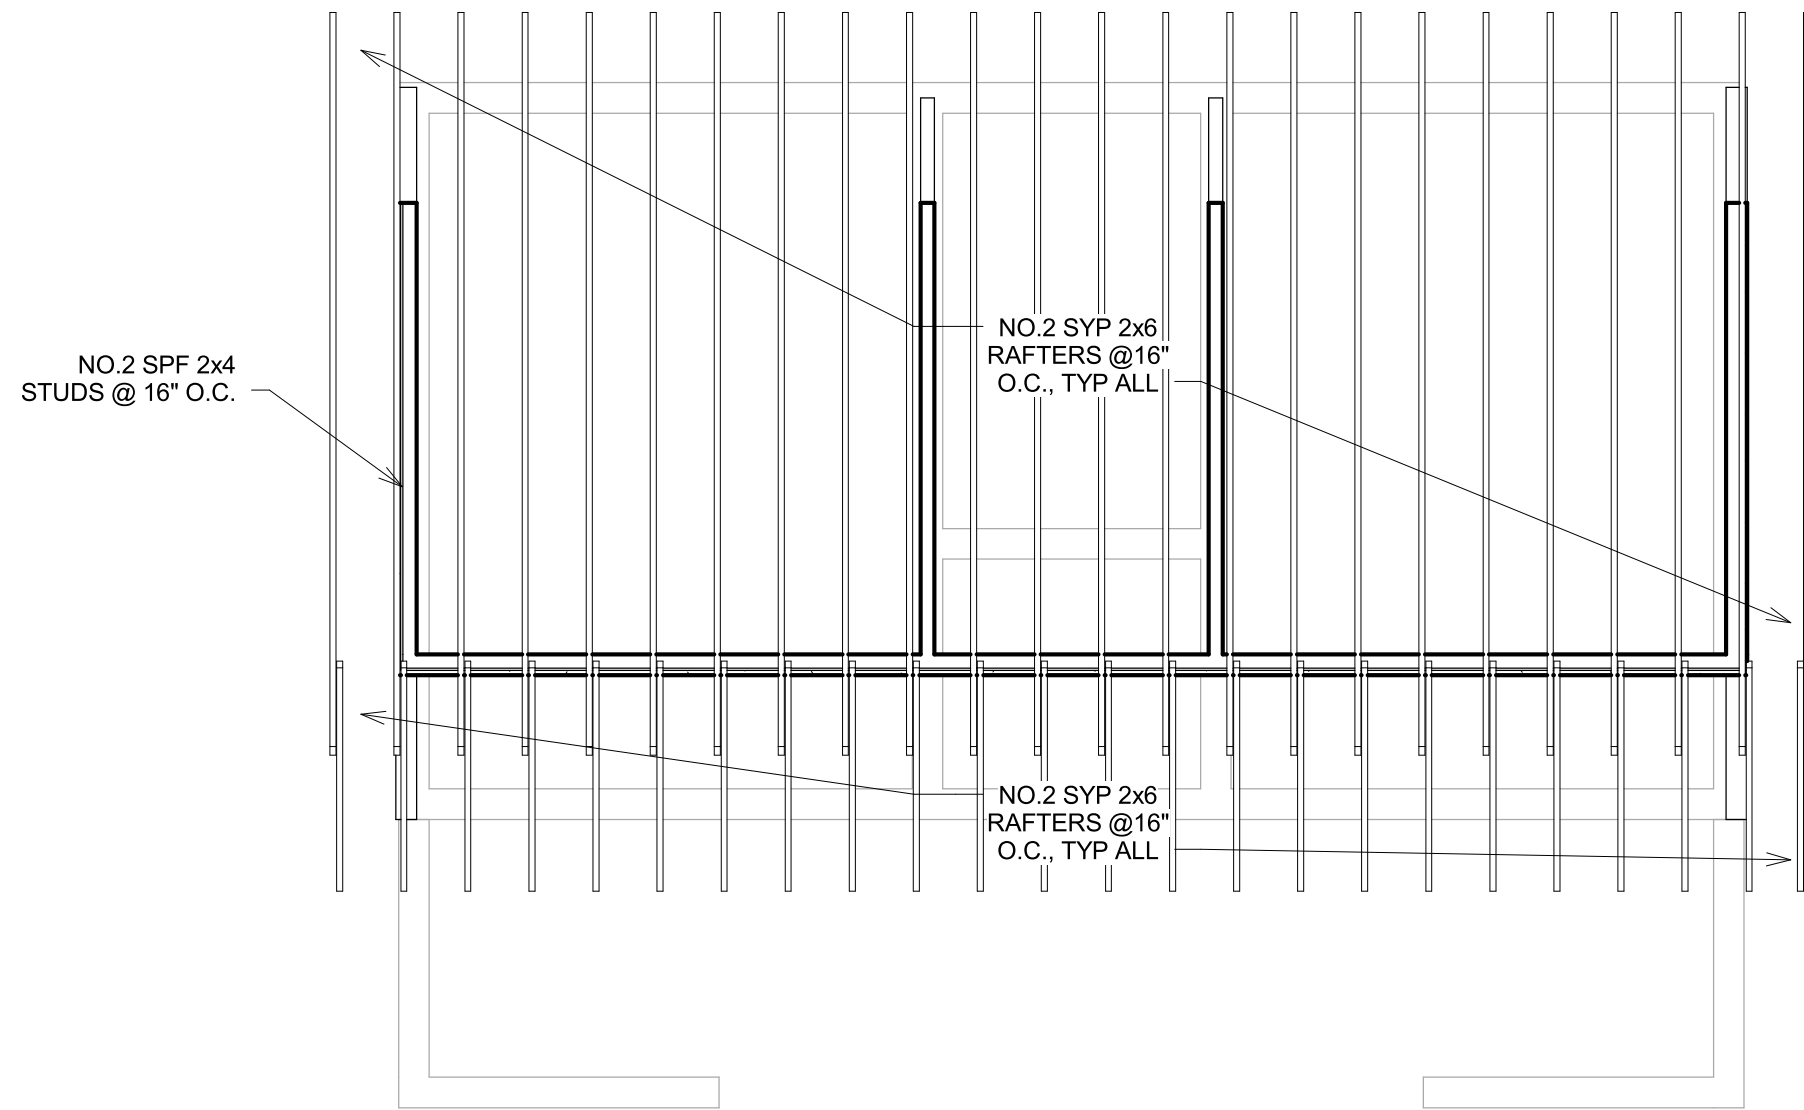 NO.2 SYP 2x6
RAFTERS @16"
O.C., TYP ALL
NO.2 SPF 2x4
STUDS @ 16" O.C.
NO.2 SYP 2x6
RAFTERS @16"
O.C., TYP ALL